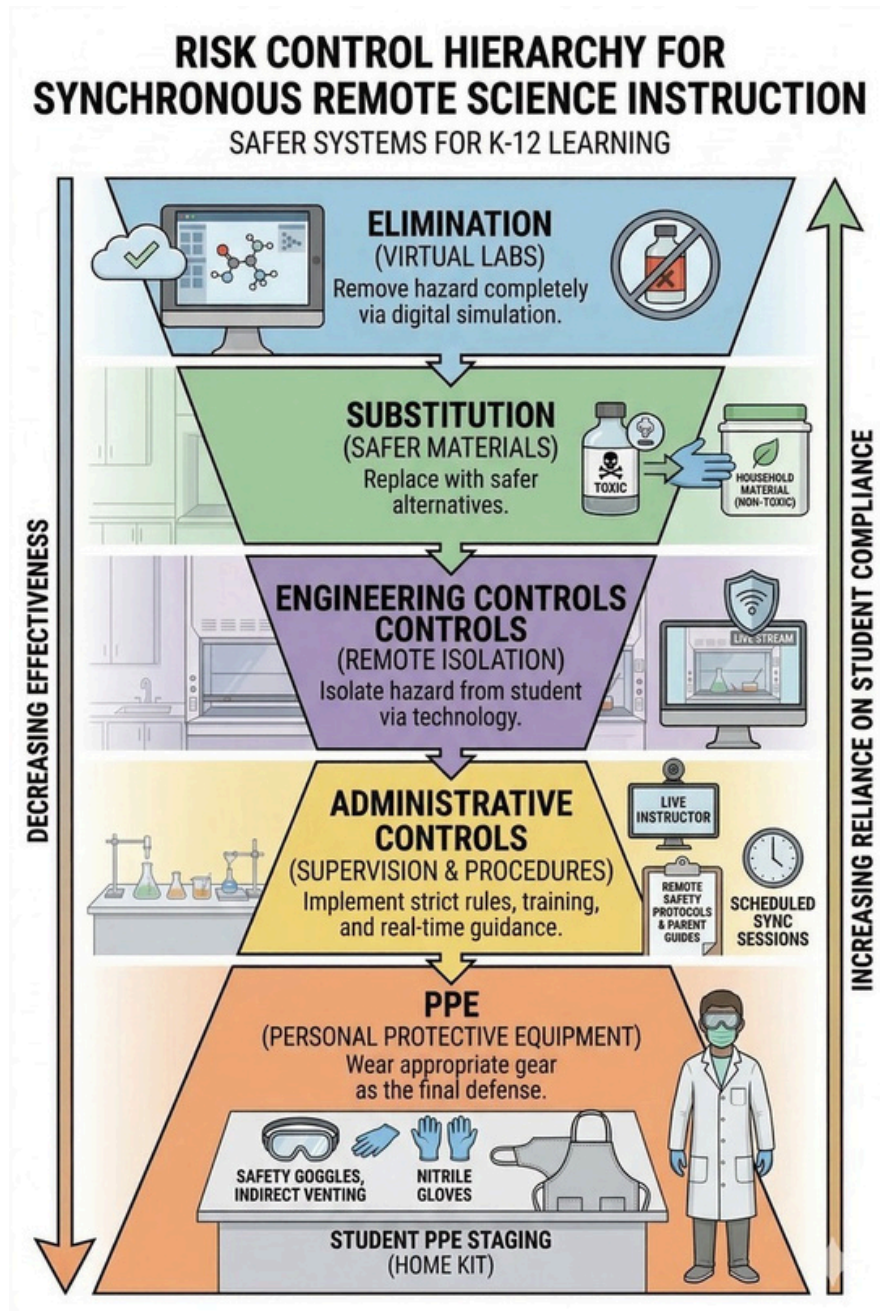 RISK CONTROL HIERARCHY FOR
SYNCHRONOUS REMOTE SCIENCE INSTRUCTION
SAFER SYSTEMS FOR K-12 LEARNING
DECREASING EFFECTIVENESS
INCREASING RELIANCE ON STUDENT COMPLIANCE
ELIMINATION
(VIRTUAL LABS)
Remove hazard completely
via digital simulation.
SUBSTITUTION
(SAFER MATERIALS)
Replace with safer
alternatives.
TOXIC
HOUSEHOLD
MATERIAL
(NON-TOXIC)
ENGINEERING CONTROLS
CONTROLS
(REMOTE ISOLATION)
Isolate hazard from student
via technology.
LIVE STREAM
ADMINISTRATIVE
CONTROLS
(SUPERVISION & PROCEDURES)
Implement strict rules, training,
and real-time guidance.
LIVE
INSTRUCTOR
REMOTE
SAFETY
PROTOCOLS
& PARENT
GUIDES
SCHEDULED
SYNC
SESSIONS
PPE
(PERSONAL PROTECTIVE EQUIPMENT)
Wear appropriate gear
as the final defense.
SAFETY GOGGLES,
INDIRECT VENTING
NITRILE
GLOVES
STUDENT PPE STAGING
(HOME KIT)